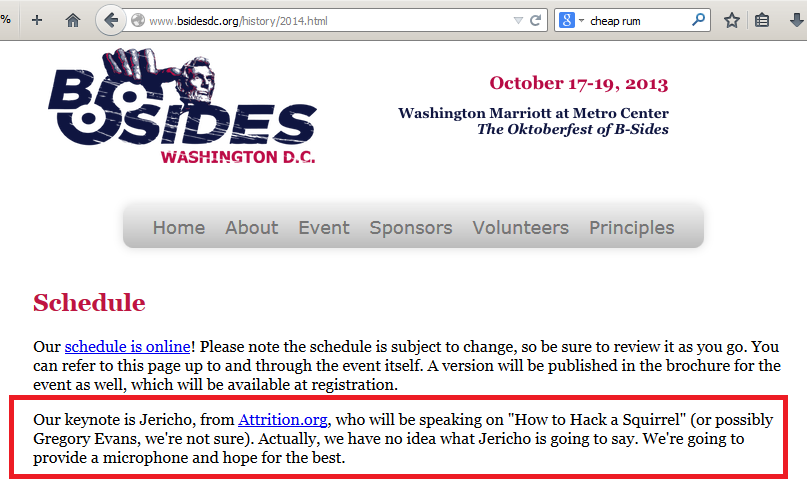 %
www.bsidesdc.org/history/2014.html
8
cheap rum
BSIDES
WASHINGTON D.C.
October 17-19, 2013
Washington Marriott at Metro Center
The Oktoberfest of B-Sides
Home About Event Sponsors Volunteers Principles
Schedule
Our schedule is online! Please note the schedule is subject to change, so be sure to review it as you go. You
can refer to this page up to and through the event itself. A version will be published in the brochure for the
event as well, which will be available at registration.
Our keynote is Jericho, from Attrition.org, who will be speaking on "How to Hack a Squirrel" (or possibly
Gregory Evans, we're not sure). Actually, we have no idea what Jericho is going to say. We're going to
provide a microphone and hope for the best.